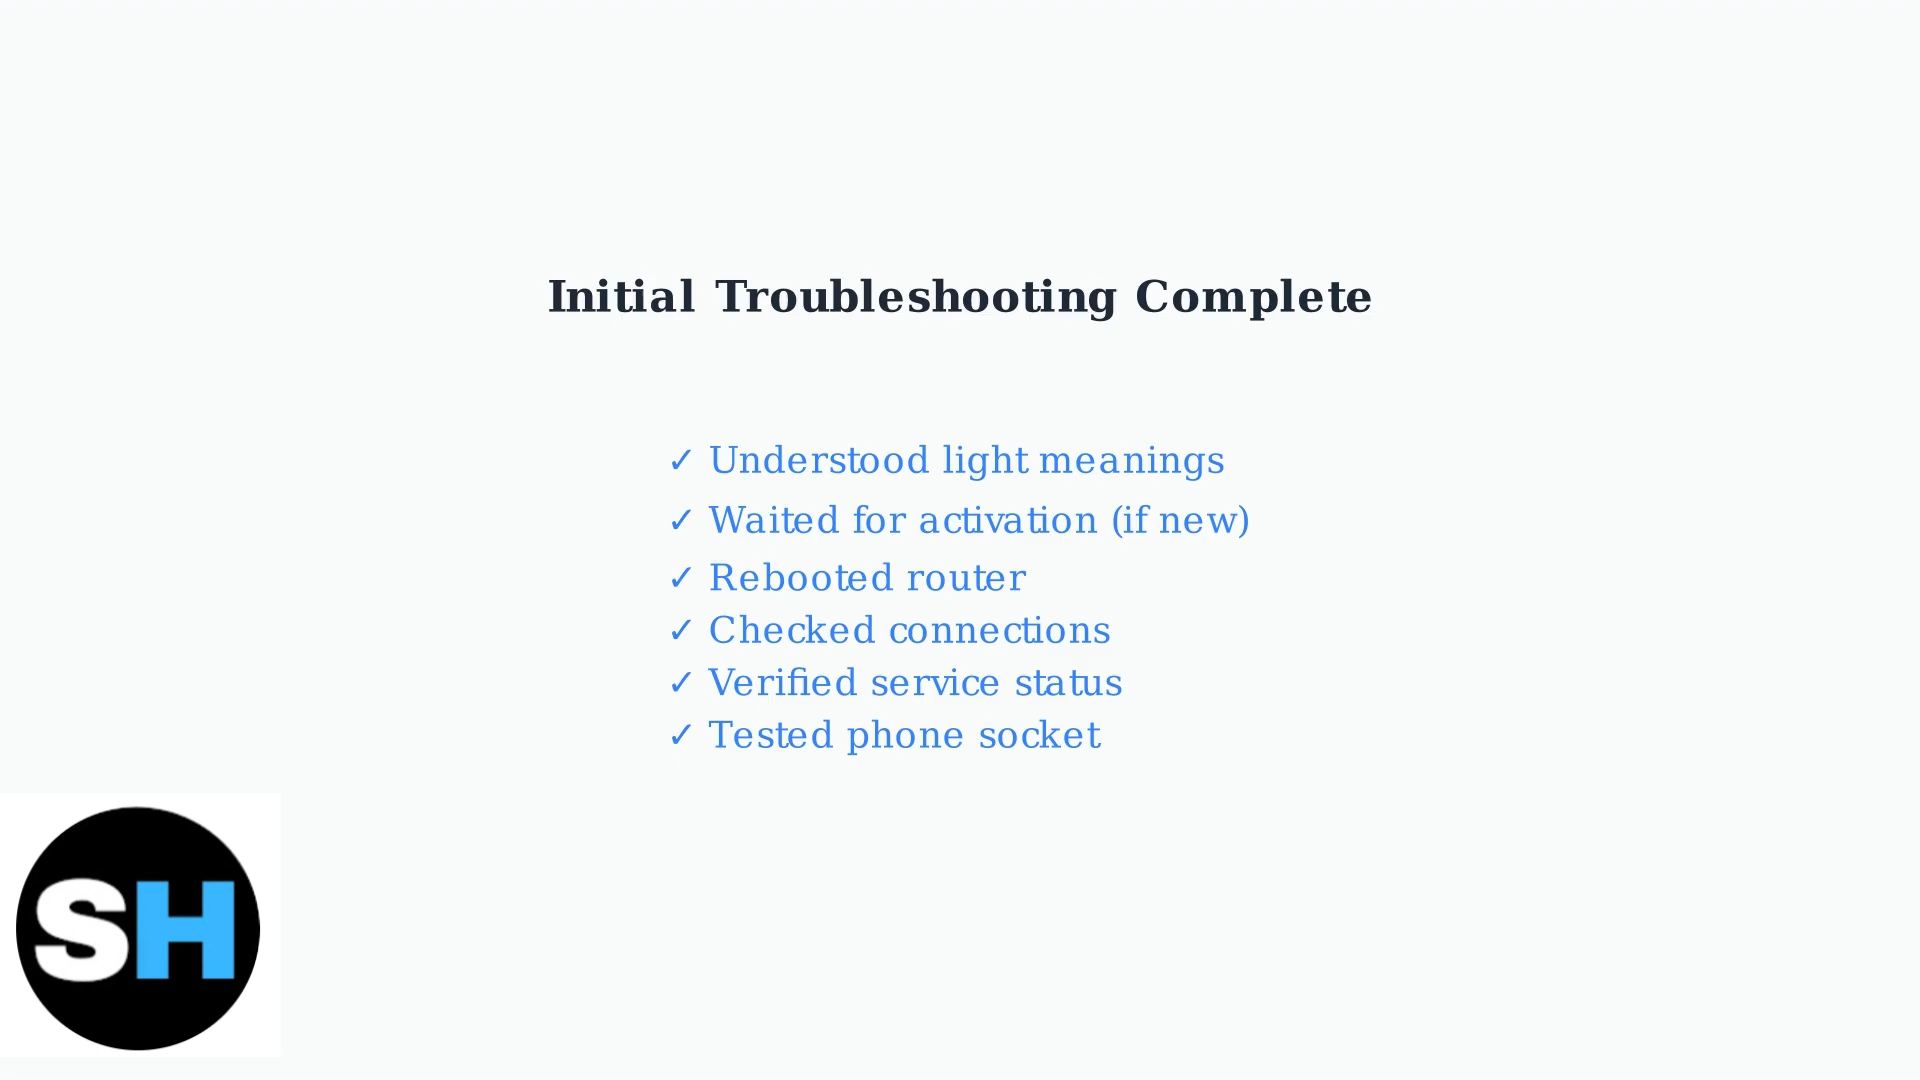 Initial Troubleshooting Complete
✓ Understood light meanings
✓ Waited for activation (if new)
✓ Rebooted router
✓ Checked connections
✓ Verified service status
✓ Tested phone socket
SH